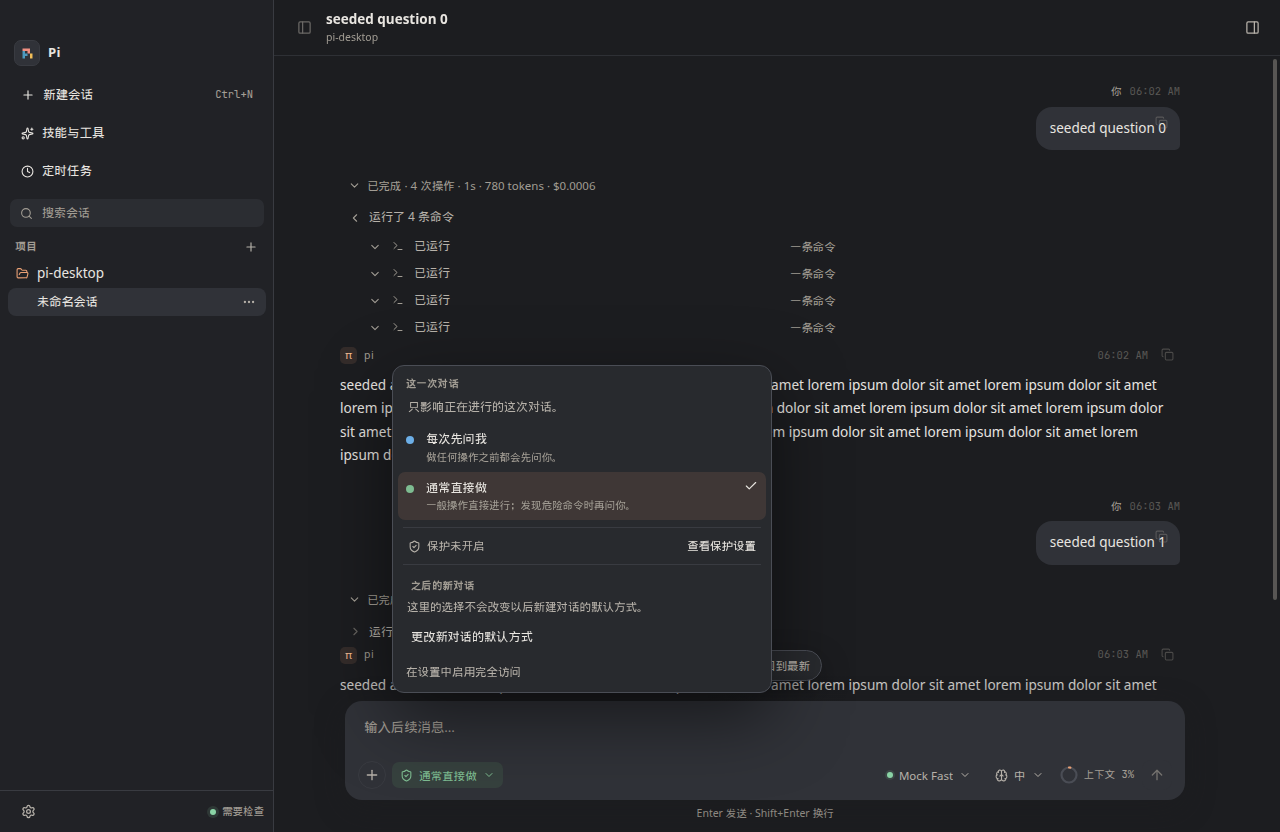 Pi
新建会话 Ctrl+N
技能与工具
定时任务
搜索会话
项目
pi-desktop
未命名会话
需要检查
seeded question 0
pi-desktop
你 06:02 AM
seeded question 0
已完成 · 4 次操作 · 1s · 780 tokens · $0.0006
运行了 4 条命令
已运行 一条命令
已运行 一条命令
已运行 一条命令
已运行 一条命令
π pi 06:02 AM
seeded amet lorem ipsum dolor sit amet lorem ipsum dolor sit amet
lorem ip dolor sit amet lorem ipsum dolor sit amet lorem ipsum dolor
sit amet m ipsum dolor sit amet lorem ipsum dolor sit amet lorem
ipsum d
这一次对话
只影响正在进行的这次对话。
每次先问我
做任何操作之前都会先问你。
通常直接做
一般操作直接进行；发现危险命令时再问你。
保护未开启 查看保护设置
之后的新对话
这里的选择不会改变以后新建对话的默认方式。
更改新对话的默认方式
在设置中启用完全访问
你 06:03 AM
seeded question 1
已完
运行
π pi 06:03 AM
到最新
seeded amet lorem ipsum dolor sit amet lorem ipsum dolor sit amet
输入后续消息...
通常直接做 Mock Fast 中 上下文 3%
Enter 发送 · Shift+Enter 换行